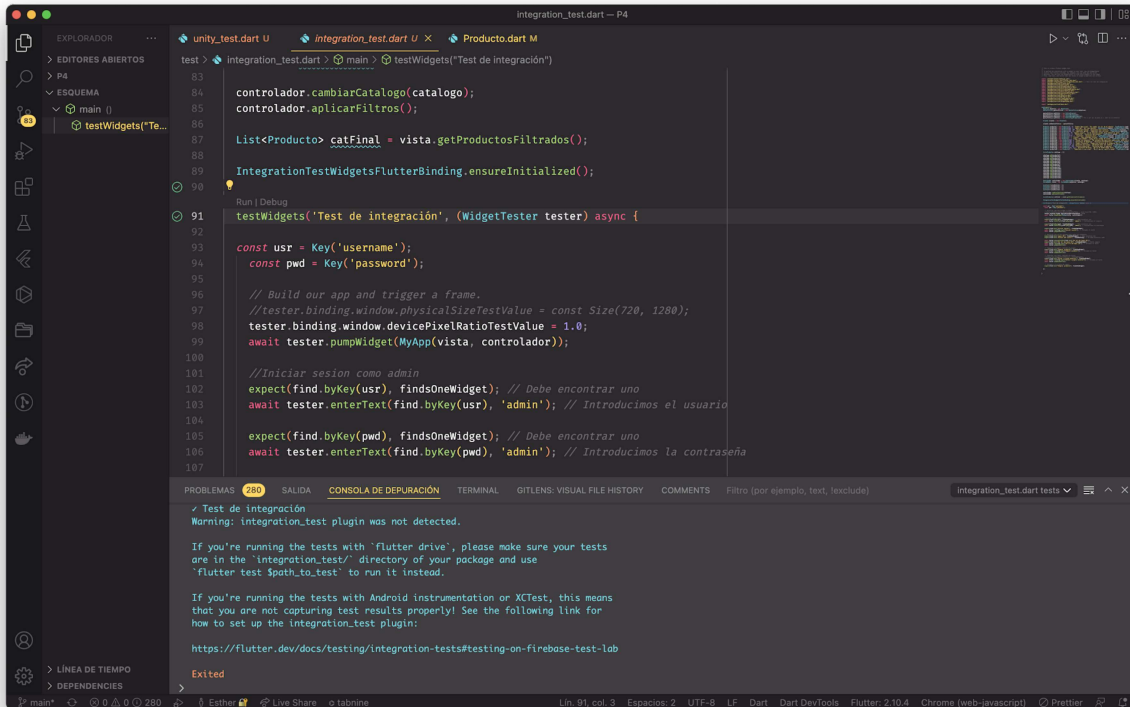 integration_test.dart — P4
EXPLORADOR
EDITORES ABIERTOS
P4
ESQUEMA
main ()
testWidgets("Te...
83
LÍNEA DE TIEMPO
DEPENDENCIES
unity_test.dart U
integration_test.dart U
Producto.dart M
test > integration_test.dart > main > testWidgets("Test de integración")
83
84 controlador.cambiarCatalogo(catalogo);
85 controlador.aplicarFiltros();
86
87 List<Producto> catFinal = vista.getProductosFiltrados();
88
89 IntegrationTestWidgetsFlutterBinding.ensureInitialized();
90
Run | Debug
91 testWidgets('Test de integración', (WidgetTester tester) async {
92
93 const usr = Key('username');
94 const pwd = Key('password');
95
96 // Build our app and trigger a frame.
97 //tester.binding.window.physicalSizeTestValue = const Size(720, 1280);
98 tester.binding.window.devicePixelRatioTestValue = 1.0;
99 await tester.pumpWidget(MyApp(vista, controlador));
100
101 //Iniciar sesion como admin
102 expect(find.byKey(usr), findsOneWidget); // Debe encontrar uno
103 await tester.enterText(find.byKey(usr), 'admin'); // Introducimos el usuario
104
105 expect(find.byKey(pwd), findsOneWidget); // Debe encontrar uno
106 await tester.enterText(find.byKey(pwd), 'admin'); // Introducimos la contraseña
107
PROBLEMAS 280 SALIDA CONSOLA DE DEPURACIÓN TERMINAL GITLENS: VISUAL FILE HISTORY COMMENTS Filtro (por ejemplo, text, !exclude) integration_test.dart tests
✓ Test de integración
Warning: integration_test plugin was not detected.
If you're running the tests with `flutter drive`, please make sure your tests
are in the `integration_test/` directory of your package and use
`flutter test $path_to_test` to run it instead.
If you're running the tests with Android instrumentation or XCTest, this means
that you are not capturing test results properly! See the following link for
how to set up the integration_test plugin:
https://flutter.dev/docs/testing/integration-tests#testing-on-firebase-test-lab
Exited
main* 0 0 280 Esther Live Share tabnine Lín. 91, col. 3 Espacios: 2 UTF-8 LF Dart Dart DevTools Flutter: 2.10.4 Chrome (web-javascript) Prettier